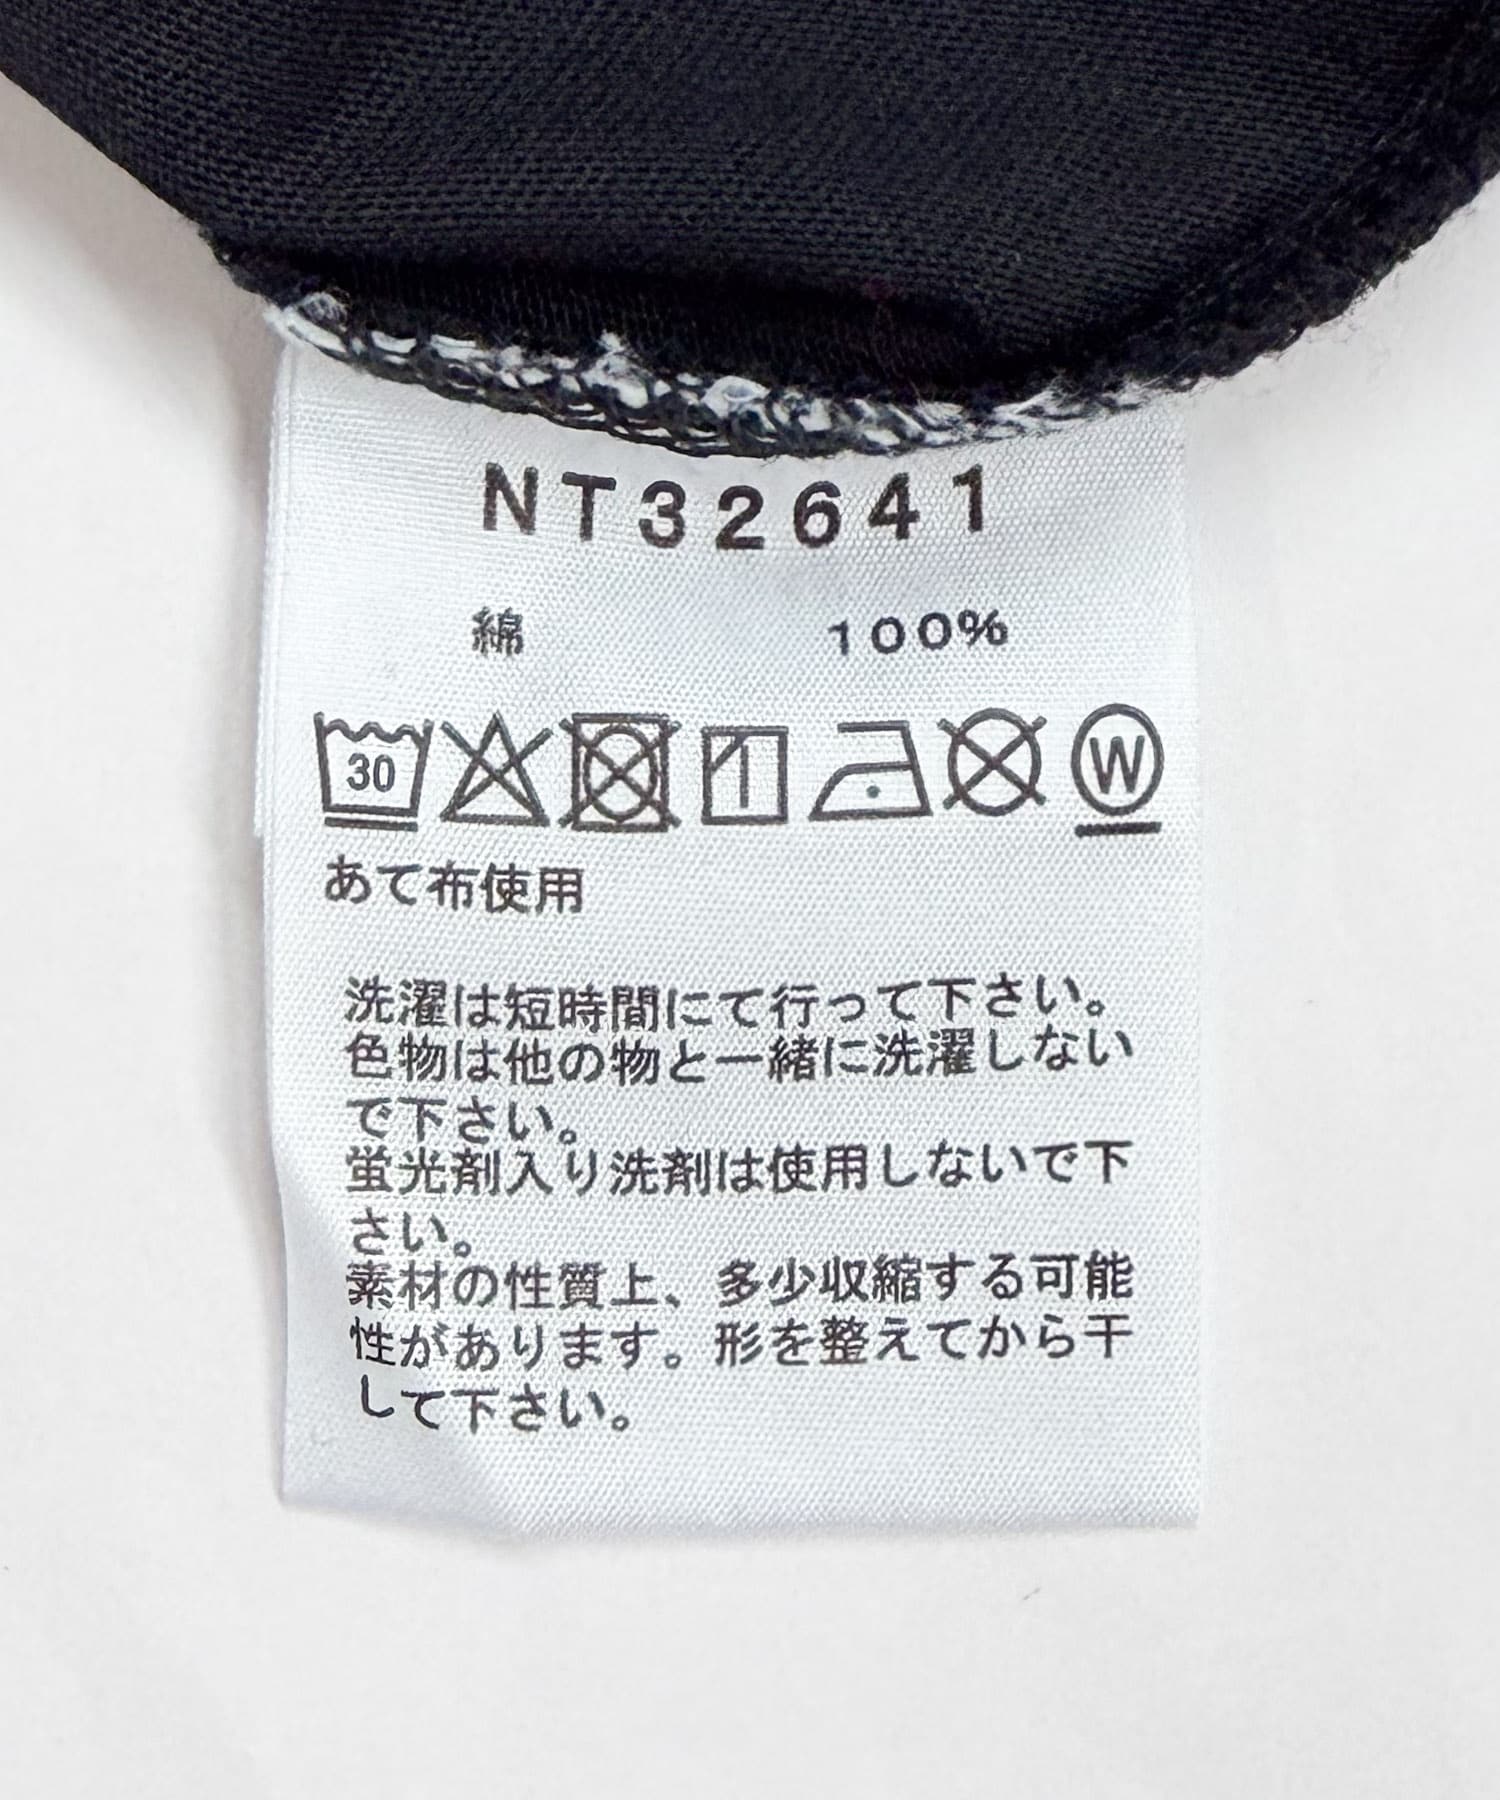 NT32641
綿 100%
30 W
あて布使用
洗濯は短時間にて行って下さい。
色物は他の物と一緒に洗濯しない
で下さい。
蛍光剤入り洗剤は使用しないで下
さい。
素材の性質上、多少収縮する可能
性があります。形を整えてから干
して下さい。